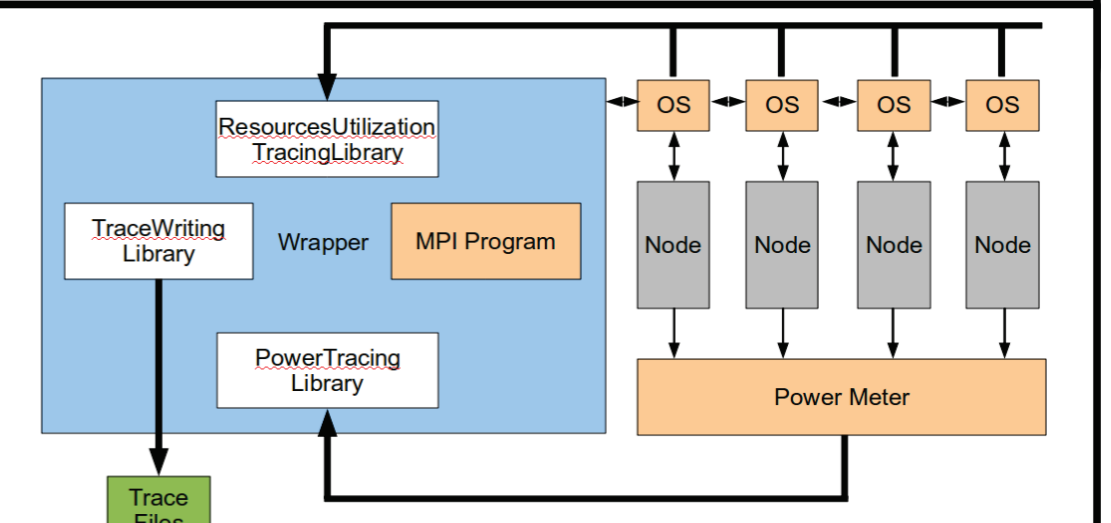 ResourcesUtilization
TracingLibrary
OS
OS
OS
OS
TraceWriting
Library
Wrapper
MPI Program
Node
Node
Node
Node
PowerTracing
Library
Power Meter
Trace
Files